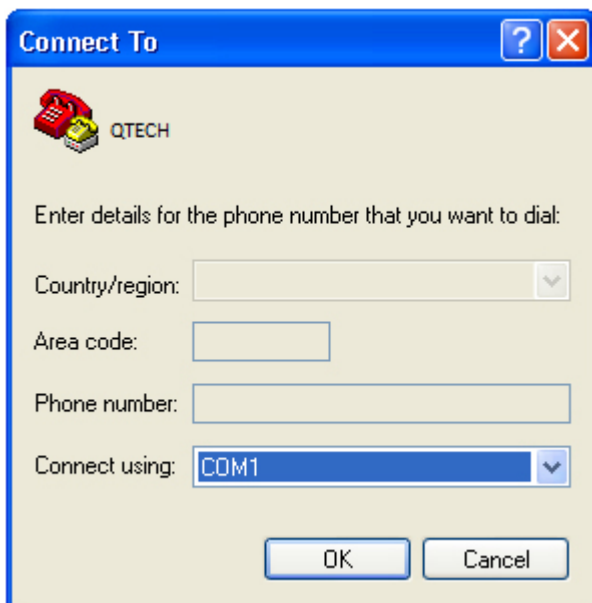 Connect To
QTECH
Enter details for the phone number that you want to dial:
Country/region:
Area code:
Phone number:
Connect using: COM1
OK Cancel